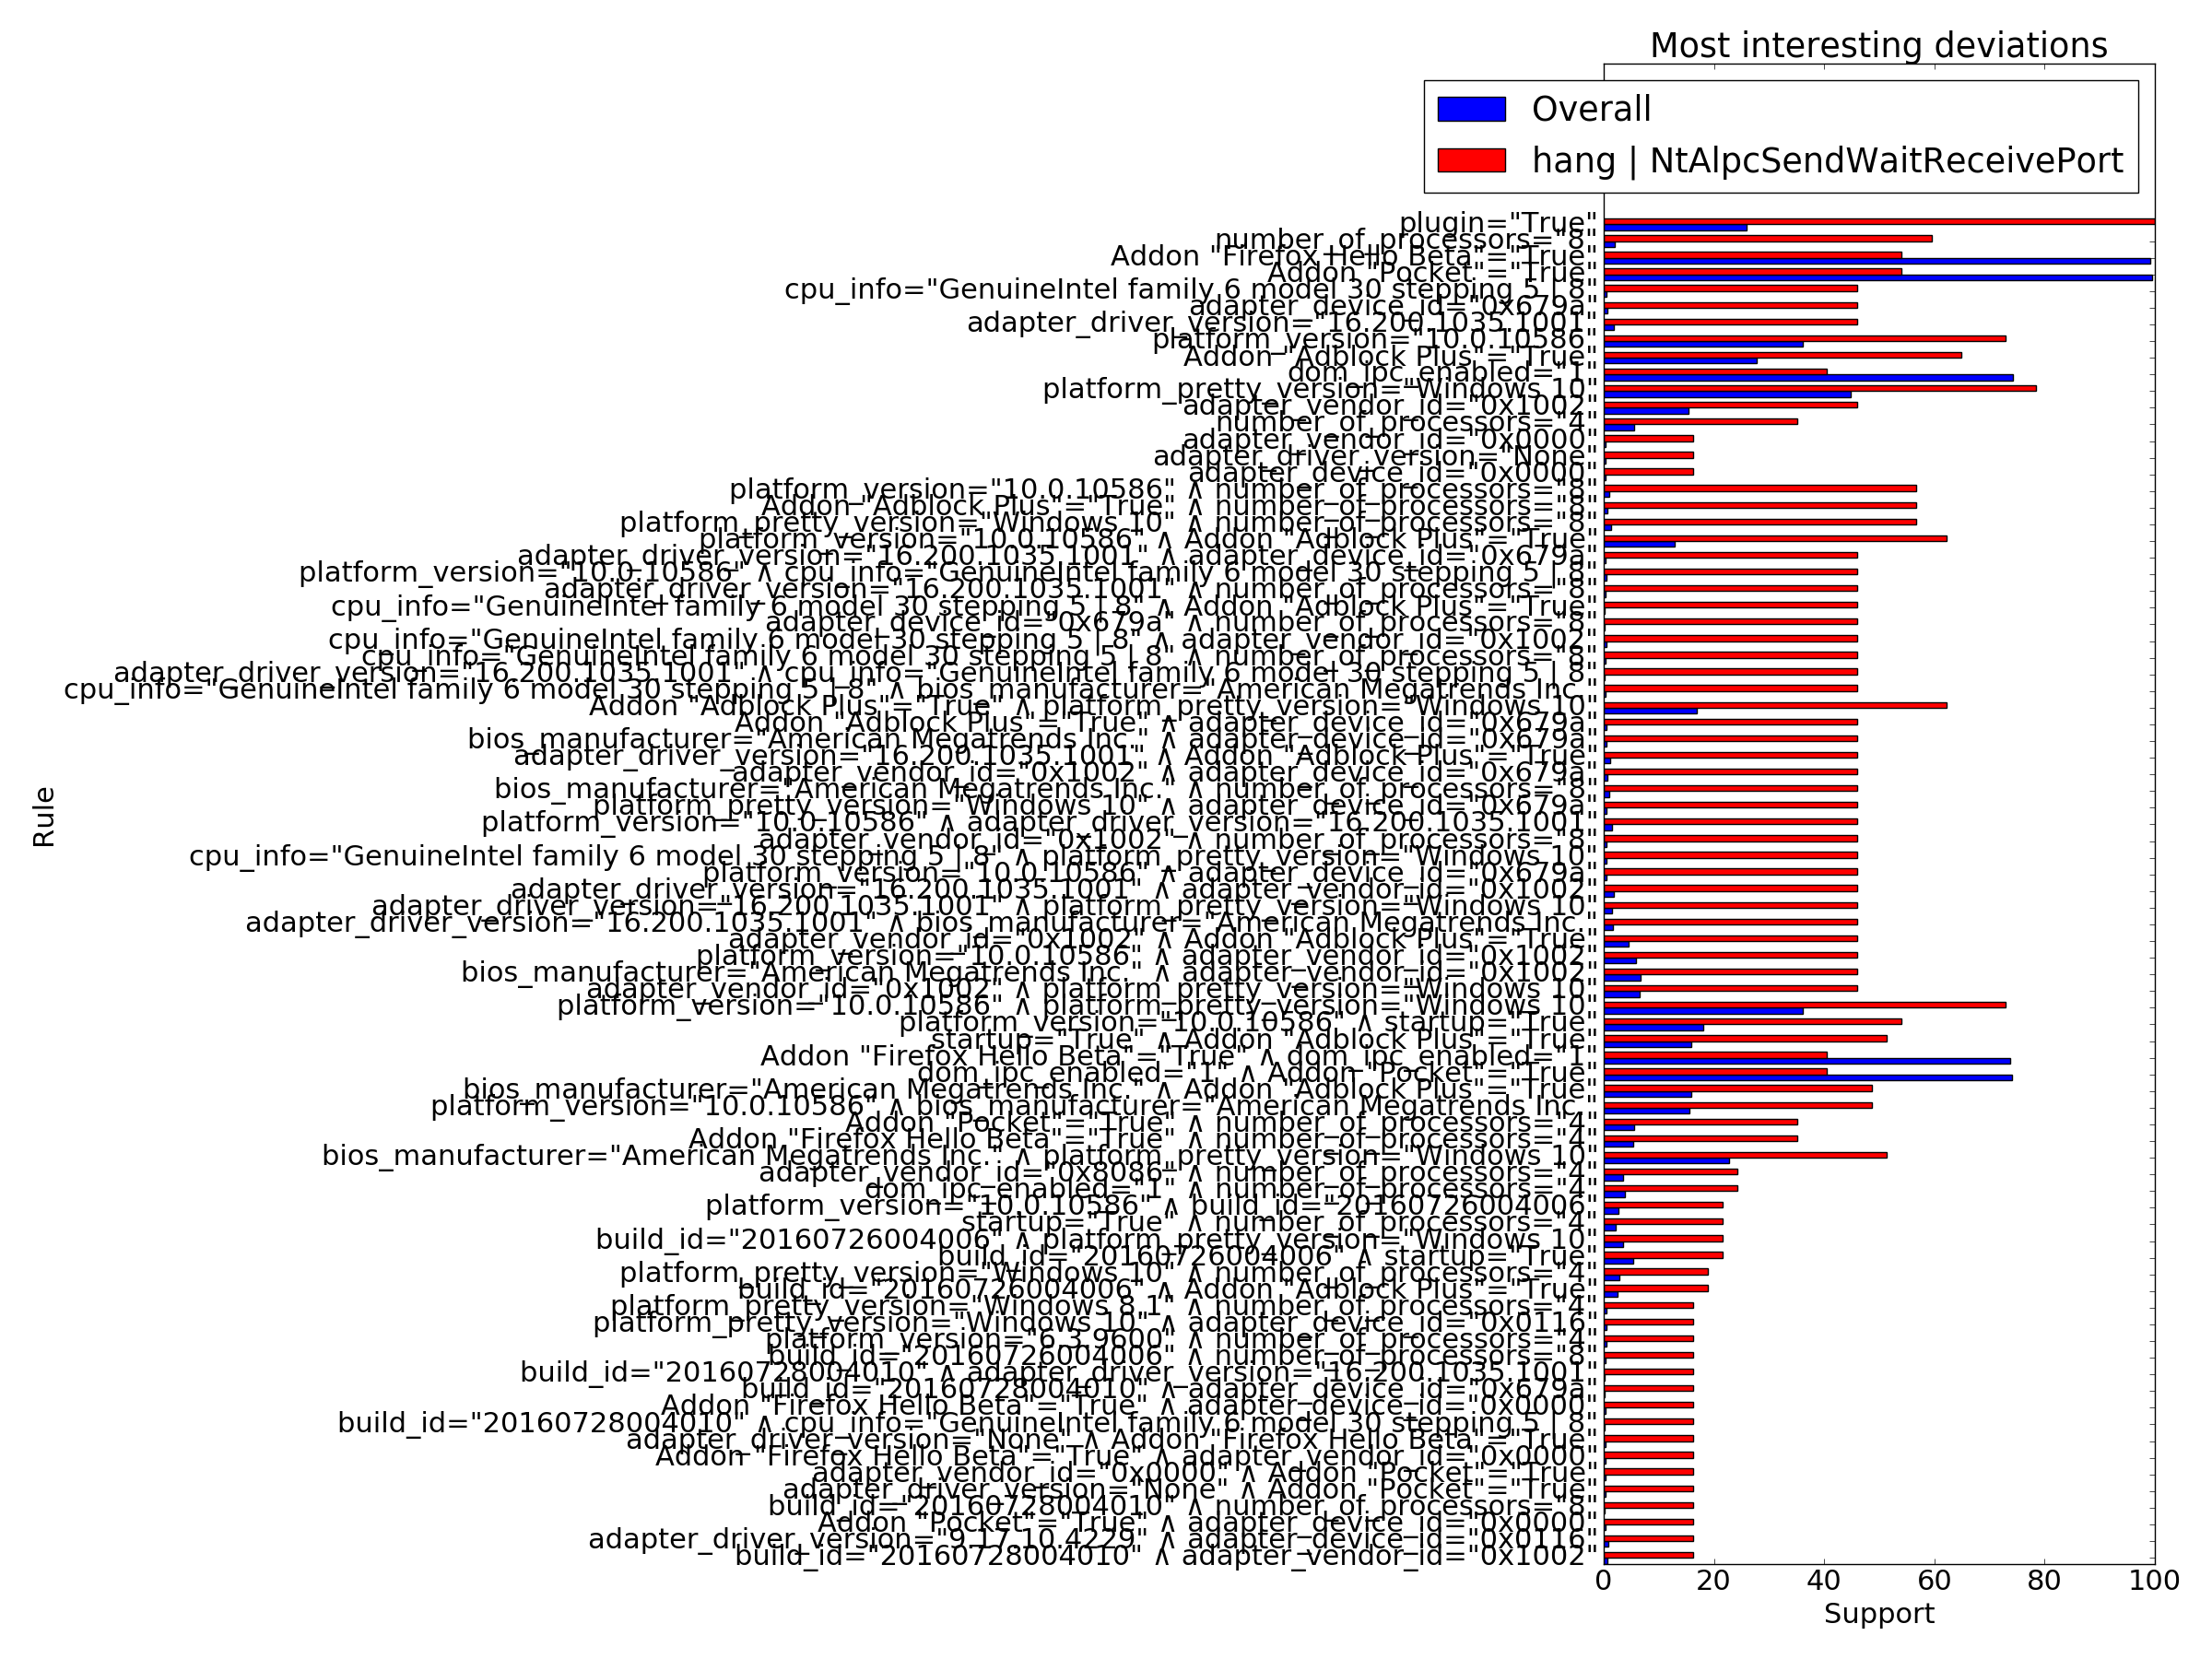 Most interesting deviations
Overall
hang | NtAlpcSendWaitReceivePort
plugin="True"
number_of_processors="8"
Addon "Firefox Hello Beta"="True"
Addon "Pocket"="True"
cpu_info="GenuineIntel family 6 model 30 stepping 5 | 8"
adapter_device_id="0x679a"
adapter_driver_version="16.200.1035.1001"
platform_version="10.0.10586"
Addon "Adblock Plus"="True"
dom_ipc_enabled="1"
platform_pretty_version="Windows 10"
adapter_vendor_id="0x1002"
number_of_processors="4"
adapter_vendor_id="0x0000"
adapter_driver_version="None"
adapter_device_id="0x0000"
platform_version="10.0.10586" ∧ number_of_processors="8"
Addon "Adblock Plus"="True" ∧ number_of_processors="8"
platform_pretty_version="Windows 10" ∧ number_of_processors="8"
platform_version="10.0.10586" ∧ Addon "Adblock Plus"="True"
adapter_driver_version="16.200.1035.1001" ∧ adapter_device_id="0x679a"
platform_version="10.0.10586" ∧ cpu_info="GenuineIntel family 6 model 30 stepping 5 | 8"
adapter_driver_version="16.200.1035.1001" ∧ number_of_processors="8"
cpu_info="GenuineIntel family 6 model 30 stepping 5 | 8" ∧ Addon "Adblock Plus"="True"
adapter_device_id="0x679a" ∧ number_of_processors="8"
cpu_info="GenuineIntel family 6 model 30 stepping 5 | 8" ∧ adapter_vendor_id="0x1002"
cpu_info="GenuineIntel family 6 model 30 stepping 5 | 8" ∧ number_of_processors="8"
adapter_driver_version="16.200.1035.1001" ∧ cpu_info="GenuineIntel family 6 model 30 stepping 5 | 8"
cpu_info="GenuineIntel family 6 model 30 stepping 5 | 8" ∧ bios_manufacturer="American Megatrends Inc."
Addon "Adblock Plus"="True" ∧ platform_pretty_version="Windows 10"
Addon "Adblock Plus"="True" ∧ adapter_device_id="0x679a"
bios_manufacturer="American Megatrends Inc." ∧ adapter_device_id="0x679a"
adapter_driver_version="16.200.1035.1001" ∧ Addon "Adblock Plus"="True"
adapter_vendor_id="0x1002" ∧ adapter_device_id="0x679a"
bios_manufacturer="American Megatrends Inc." ∧ number_of_processors="8"
platform_pretty_version="Windows 10" ∧ adapter_device_id="0x679a"
platform_version="10.0.10586" ∧ adapter_driver_version="16.200.1035.1001"
adapter_vendor_id="0x1002" ∧ number_of_processors="8"
cpu_info="GenuineIntel family 6 model 30 stepping 5 | 8" ∧ platform_pretty_version="Windows 10"
platform_version="10.0.10586" ∧ adapter_device_id="0x679a"
adapter_driver_version="16.200.1035.1001" ∧ adapter_vendor_id="0x1002"
adapter_driver_version="16.200.1035.1001" ∧ platform_pretty_version="Windows 10"
adapter_driver_version="16.200.1035.1001" ∧ bios_manufacturer="American Megatrends Inc."
adapter_vendor_id="0x1002" ∧ Addon "Adblock Plus"="True"
platform_version="10.0.10586" ∧ adapter_vendor_id="0x1002"
bios_manufacturer="American Megatrends Inc." ∧ adapter_vendor_id="0x1002"
adapter_vendor_id="0x1002" ∧ platform_pretty_version="Windows 10"
platform_version="10.0.10586" ∧ platform_pretty_version="Windows 10"
platform_version="10.0.10586" ∧ startup="True"
startup="True" ∧ Addon "Adblock Plus"="True"
Addon "Firefox Hello Beta"="True" ∧ dom_ipc_enabled="1"
dom_ipc_enabled="1" ∧ Addon "Pocket"="True"
bios_manufacturer="American Megatrends Inc." ∧ Addon "Adblock Plus"="True"
platform_version="10.0.10586" ∧ bios_manufacturer="American Megatrends Inc."
Addon "Pocket"="True" ∧ number_of_processors="4"
Addon "Firefox Hello Beta"="True" ∧ number_of_processors="4"
bios_manufacturer="American Megatrends Inc." ∧ platform_pretty_version="Windows 10"
adapter_vendor_id="0x8086" ∧ number_of_processors="4"
dom_ipc_enabled="1" ∧ number_of_processors="4"
platform_version="10.0.10586" ∧ build_id="20160726004006"
startup="True" ∧ number_of_processors="4"
build_id="20160726004006" ∧ platform_pretty_version="Windows 10"
build_id="20160726004006" ∧ startup="True"
platform_pretty_version="Windows 10" ∧ number_of_processors="4"
build_id="20160726004006" ∧ Addon "Adblock Plus"="True"
platform_pretty_version="Windows 8.1" ∧ number_of_processors="4"
platform_pretty_version="Windows 10" ∧ adapter_device_id="0x0116"
platform_version="6.3.9600" ∧ number_of_processors="4"
build_id="20160726004006" ∧ number_of_processors="8"
build_id="20160728004010" ∧ adapter_driver_version="16.200.1035.1001"
build_id="20160728004010" ∧ adapter_device_id="0x679a"
Addon "Firefox Hello Beta"="True" ∧ adapter_device_id="0x0000"
build_id="20160728004010" ∧ cpu_info="GenuineIntel family 6 model 30 stepping 5 | 8"
adapter_driver_version="None" ∧ Addon "Firefox Hello Beta"="True"
Addon "Firefox Hello Beta"="True" ∧ adapter_vendor_id="0x0000"
adapter_vendor_id="0x0000" ∧ Addon "Pocket"="True"
adapter_driver_version="None" ∧ Addon "Pocket"="True"
build_id="20160728004010" ∧ number_of_processors="8"
Addon "Pocket"="True" ∧ adapter_device_id="0x0000"
adapter_driver_version="9.17.10.4229" ∧ adapter_device_id="0x0116"
build_id="20160728004010" ∧ adapter_vendor_id="0x1002"
Rule
0 20 40 60 80 100
Support